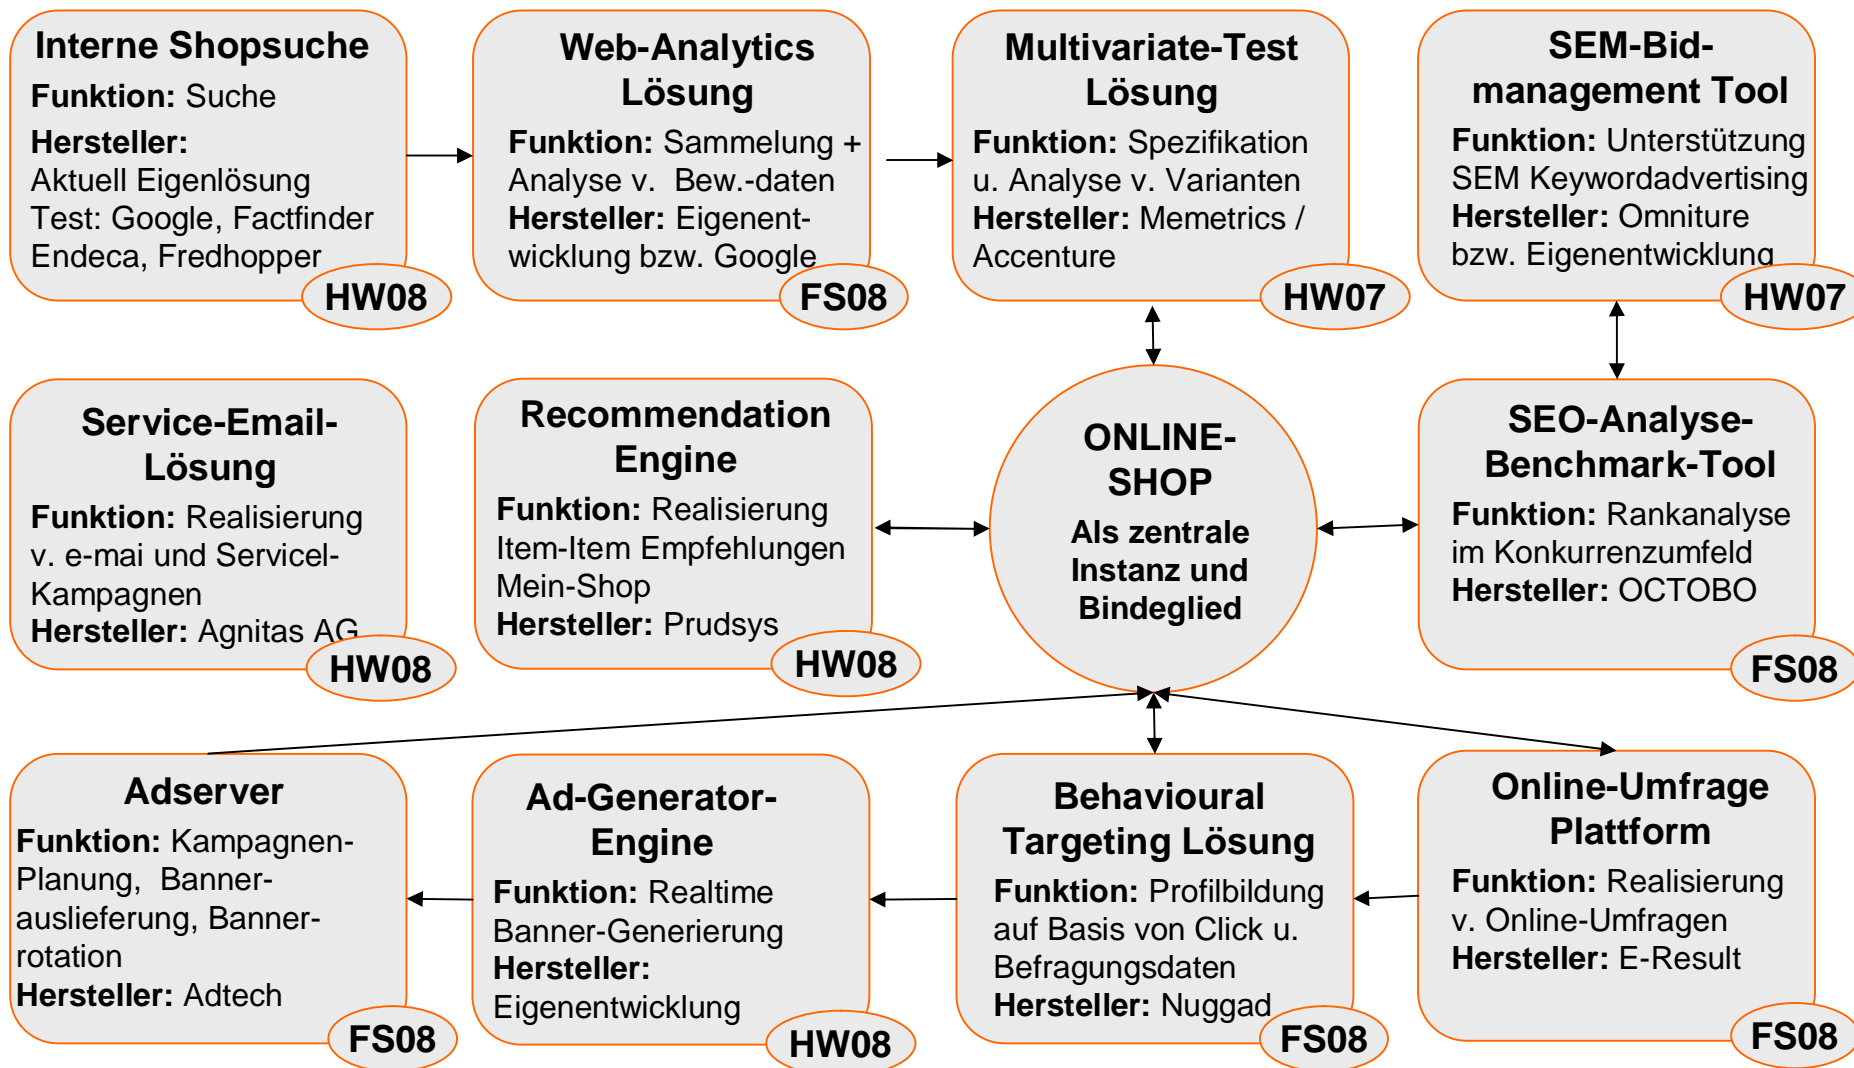 Interne Shopsuche
Funktion: Suche
Hersteller:
Aktuell Eigenlösung
Test: Google, Factfinder
Endeca, Fredhopper
HW08
Web-Analytics
Lösung
Funktion: Sammelung +
Analyse v. Bew.-daten
Hersteller: Eigenent-
wicklung bzw. Google
FS08
Multivariate-Test
Lösung
Funktion: Spezifikation
u. Analyse v. Varianten
Hersteller: Memetrics /
Accenture
HW07
SEM-Bid-
management Tool
Funktion: Unterstützung
SEM Keywordadvertising
Hersteller: Omniture
bzw. Eigenentwicklung
HW07
Service-Email-
Lösung
Funktion: Realisierung
v. e-mai und Servicel-
Kampagnen
Hersteller: Agnitas AG
HW08
Recommendation
Engine
Funktion: Realisierung
Item-Item Empfehlungen
Mein-Shop
Hersteller: Prudsys
HW08
ONLINE-
SHOP
Als zentrale
Instanz und
Bindeglied
SEO-Analyse-
Benchmark-Tool
Funktion: Rankanalyse
im Konkurrenzumfeld
Hersteller: OCTOBO
FS08
Adserver
Funktion: Kampagnen-
Planung, Banner-
auslieferung, Banner-
rotation
Hersteller: Adtech
FS08
Ad-Generator-
Engine
Funktion: Realtime
Banner-Generierung
Hersteller:
Eigenentwicklung
HW08
Behavioural
Targeting Lösung
Funktion: Profilbildung
auf Basis von Click u.
Befragungsdaten
Hersteller: Nuggad
FS08
Online-Umfrage
Plattform
Funktion: Realisierung
v. Online-Umfragen
Hersteller: E-Result
FS08